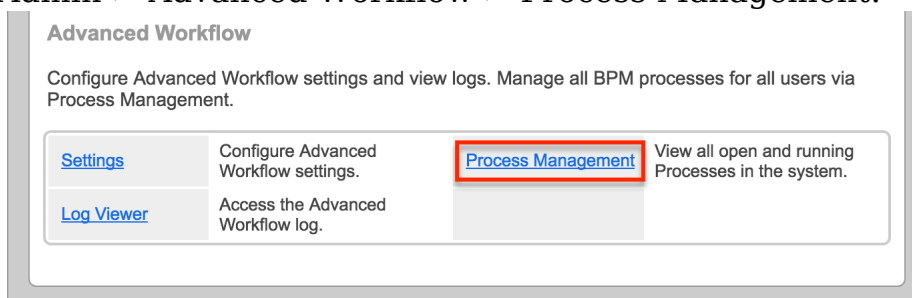 Admin > Advanced Workflow > Process Management.
Advanced Workflow
Configure Advanced Workflow settings and view logs. Manage all BPM processes for all users via
Process Management.
Settings
Configure Advanced
Workflow settings.
Process Management
View all open and running
Processes in the system.
Log Viewer
Access the Advanced
Workflow log.